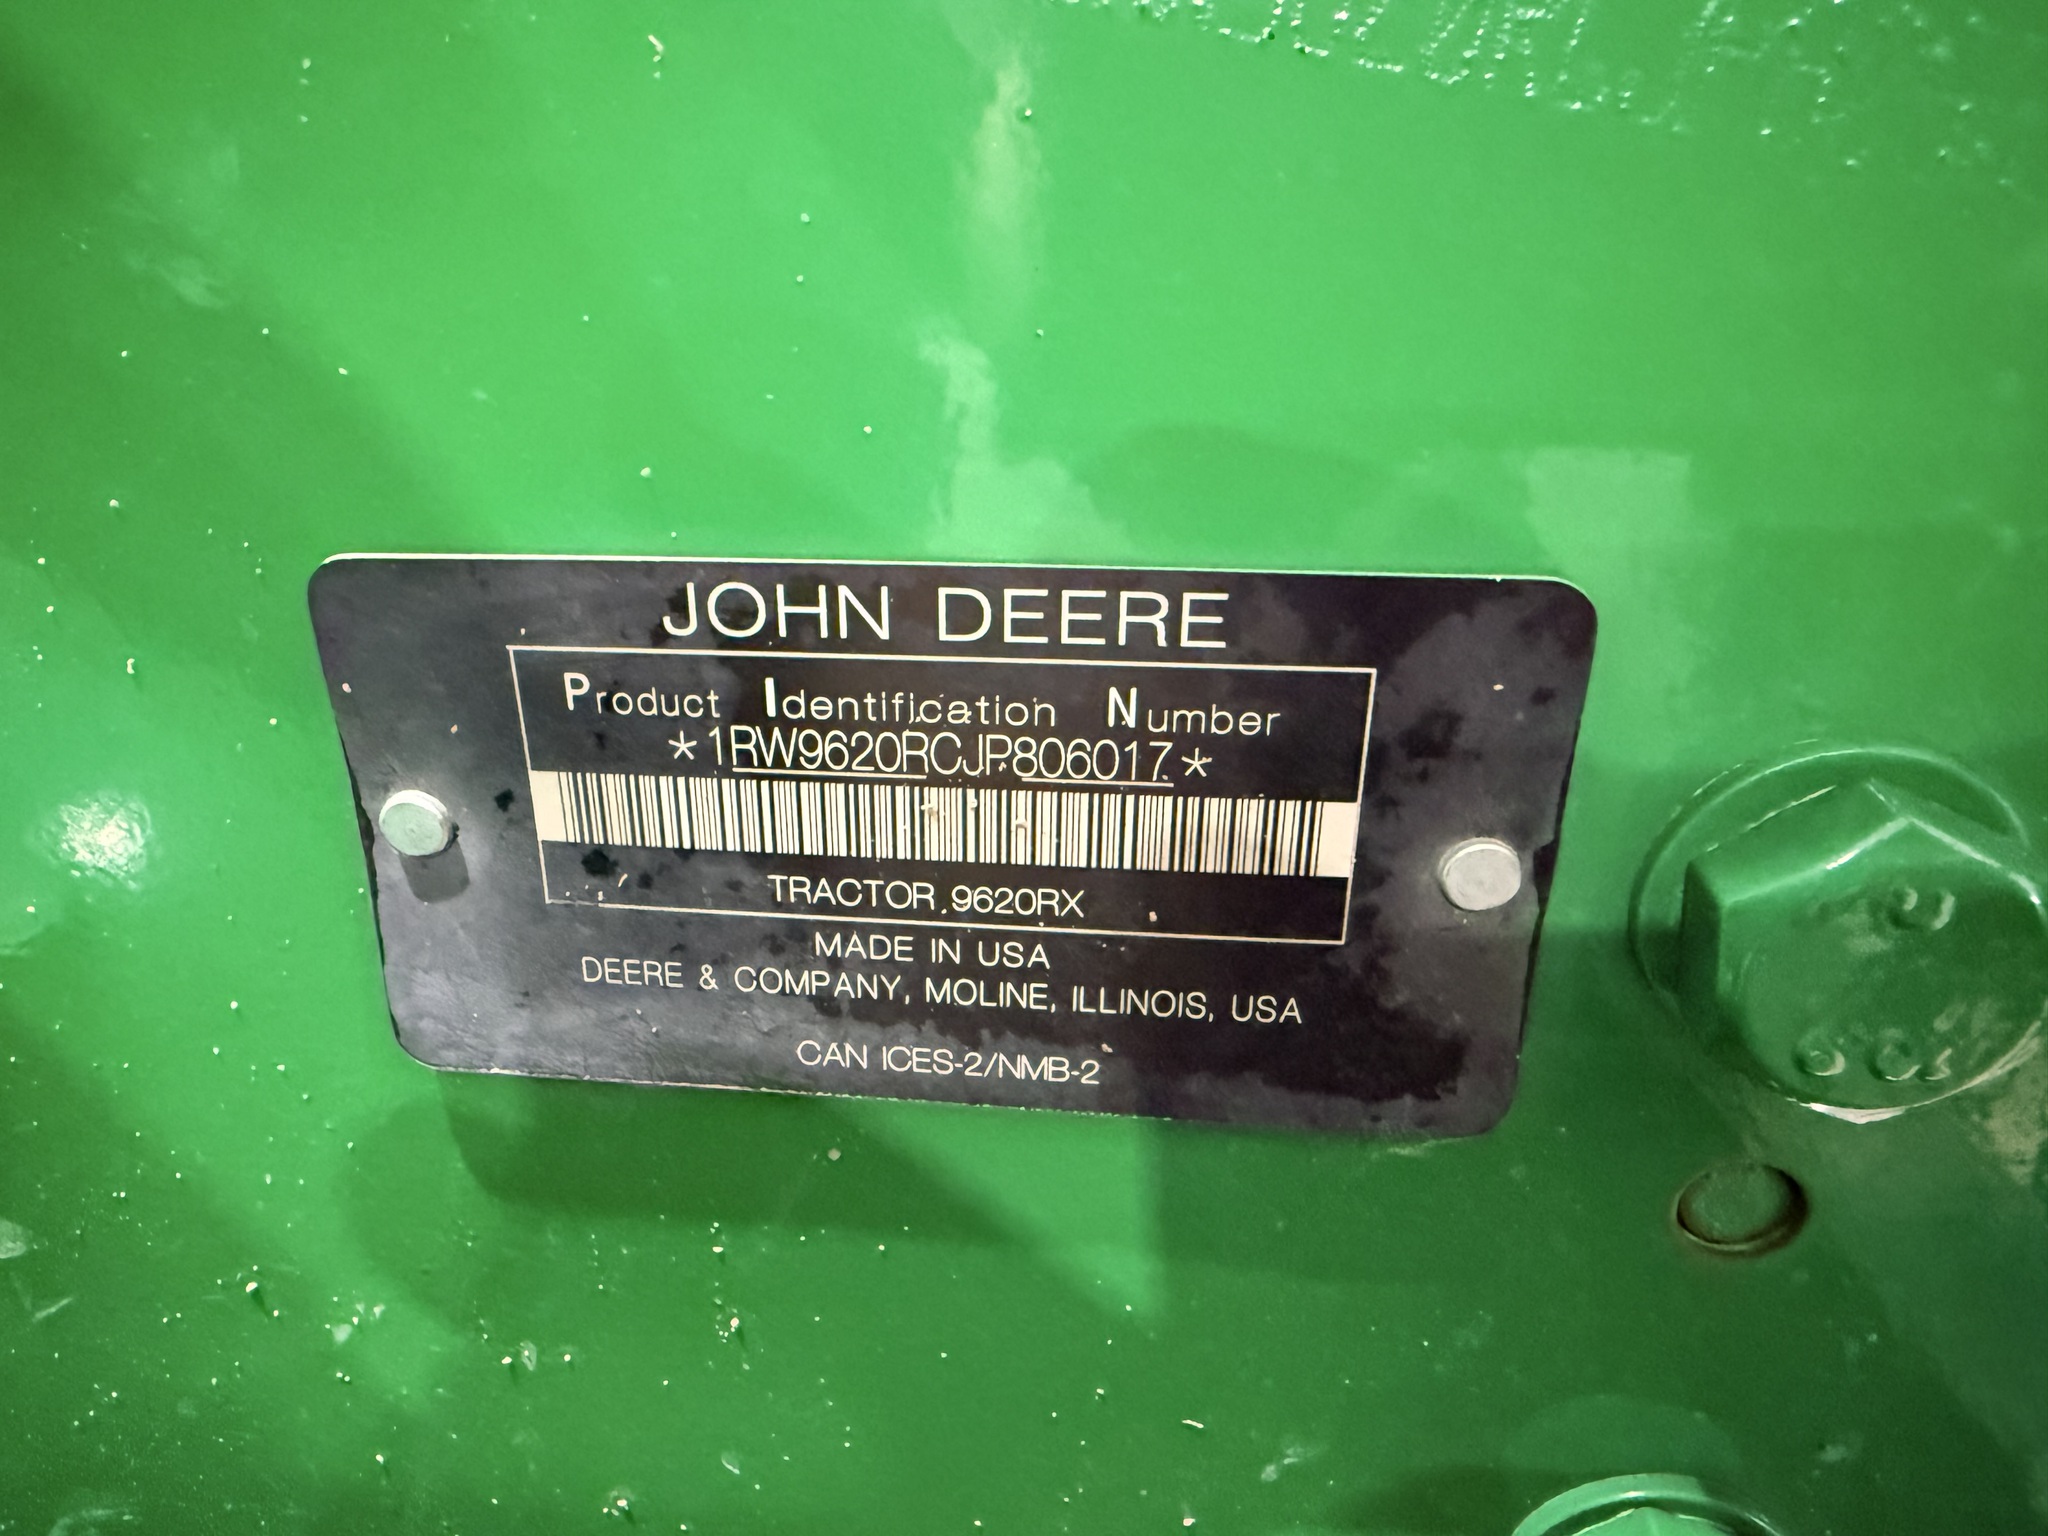 JOHN DEERE
Product Identification Number
*1RW9620RCJP806017*
TRACTOR 9620RX
MADE IN USA
DEERE & COMPANY, MOLINE, ILLINOIS, USA
CAN ICES-2/NMB-2